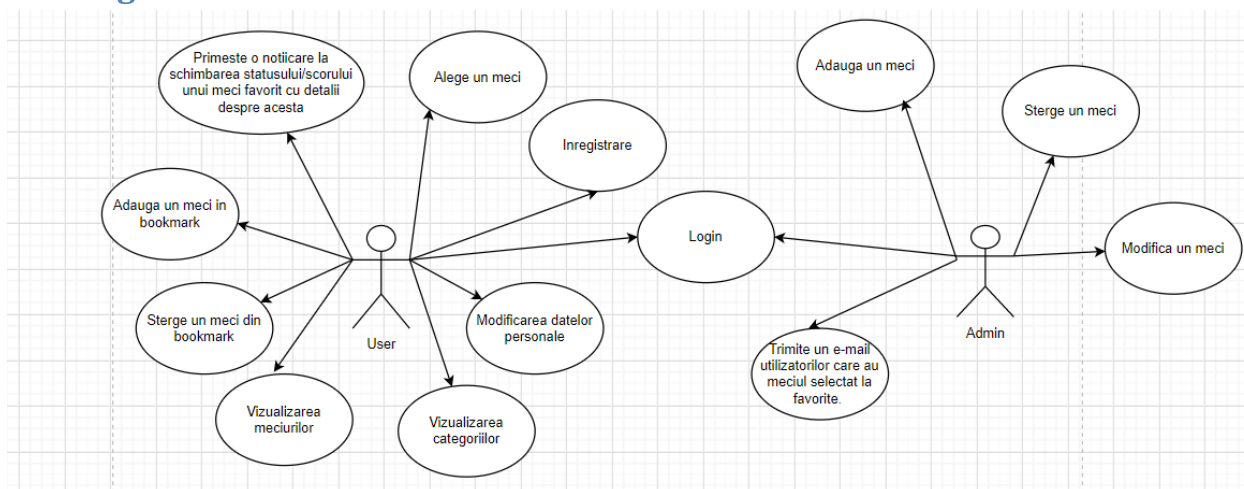 Primeste o notiicare la
schimbarea statusului/scorului
unui meci favorit cu detalii
despre acesta
Alege un meci
Adauga un meci
Sterge un meci
Inregistrare
Adauga un meci in
bookmark
Login
Modifica un meci
Sterge un meci din
bookmark
User
Modificarea datelor
personale
Admin
Trimite un e-mail
utilizatorilor care au
meciul selectat la
favorite.
Vizualizarea
meciurilor
Vizualizarea
categoriilor